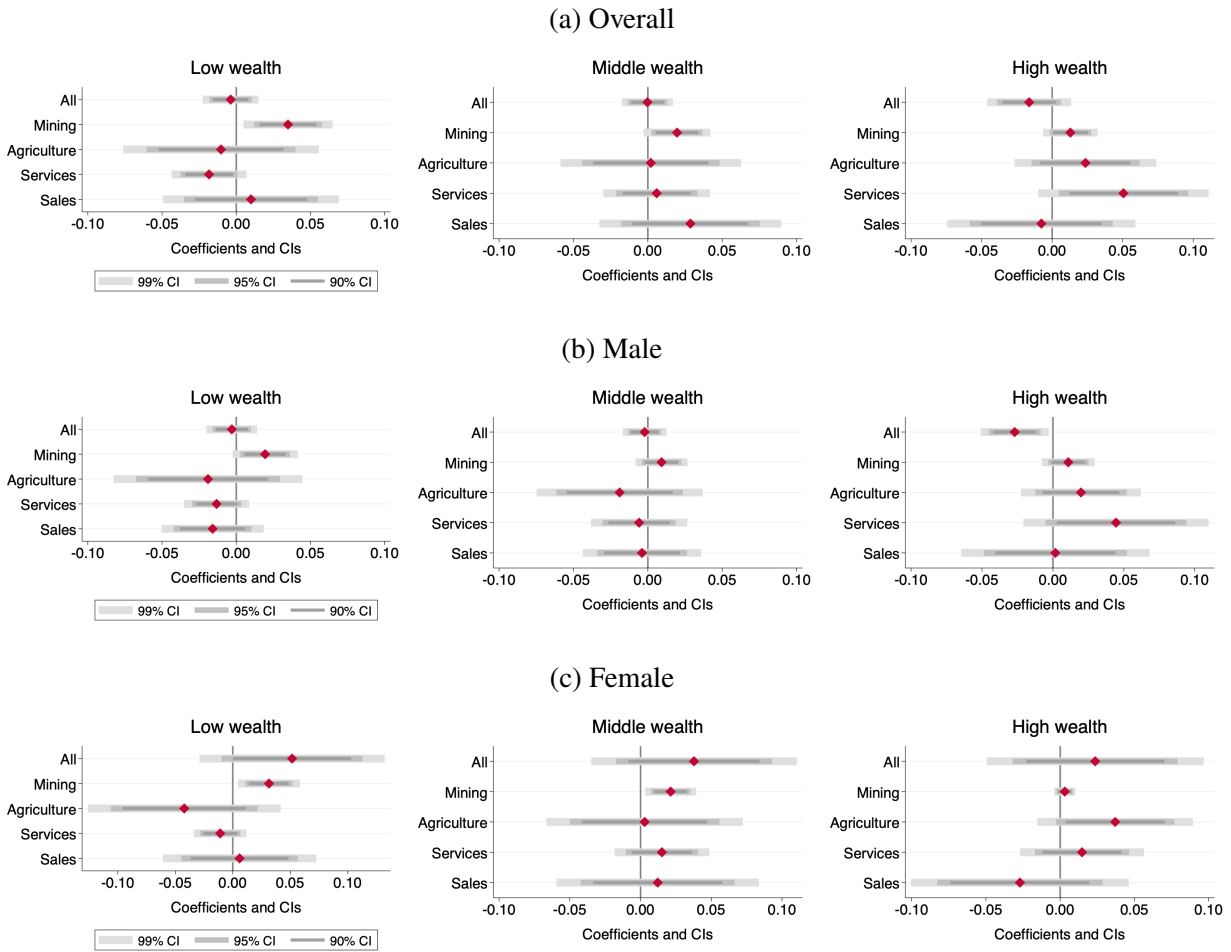 (a) Overall
Low wealth
All
Mining
Agriculture
Services
Sales
-0.10 -0.05 0.00 0.05 0.10
Coefficients and CIs
99% CI 95% CI 90% CI
Middle wealth
All
Mining
Agriculture
Services
Sales
-0.10 -0.05 0.00 0.05 0.10
Coefficients and CIs
High wealth
All
Mining
Agriculture
Services
Sales
-0.10 -0.05 0.00 0.05 0.10
Coefficients and CIs
(b) Male
Low wealth
All
Mining
Agriculture
Services
Sales
-0.10 -0.05 0.00 0.05 0.10
Coefficients and CIs
99% CI 95% CI 90% CI
Middle wealth
All
Mining
Agriculture
Services
Sales
-0.10 -0.05 0.00 0.05 0.10
Coefficients and CIs
High wealth
All
Mining
Agriculture
Services
Sales
-0.10 -0.05 0.00 0.05 0.10
Coefficients and CIs
(c) Female
Low wealth
All
Mining
Agriculture
Services
Sales
-0.10 -0.05 0.00 0.05 0.10
Coefficients and CIs
99% CI 95% CI 90% CI
Middle wealth
All
Mining
Agriculture
Services
Sales
-0.10 -0.05 0.00 0.05 0.10
Coefficients and CIs
High wealth
All
Mining
Agriculture
Services
Sales
-0.10 -0.05 0.00 0.05 0.10
Coefficients and CIs